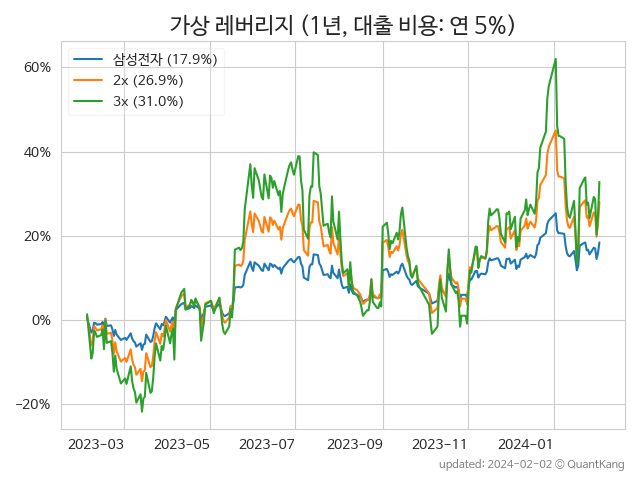 가상 레버리지 (1년, 대출 비용: 연 5%)
삼성전자 (17.9%)
2x (26.9%)
3x (31.0%)
60%
40%
20%
0%
−20%
2023-03 2023-05 2023-07 2023-09 2023-11 2024-01
updated: 2024-02-02 © QuantKang